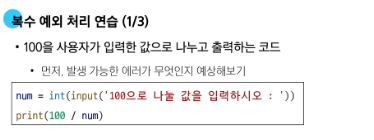 복수 예외 처리 연습 (1/3)
• 100을 사용자가 입력한 값으로 나누고 출력하는 코드
• 먼저, 발생 가능한 에러가 무엇인지 예상해보기
num = int(input('100으로 나눌 값을 입력하시오 : '))
print(100 / num)